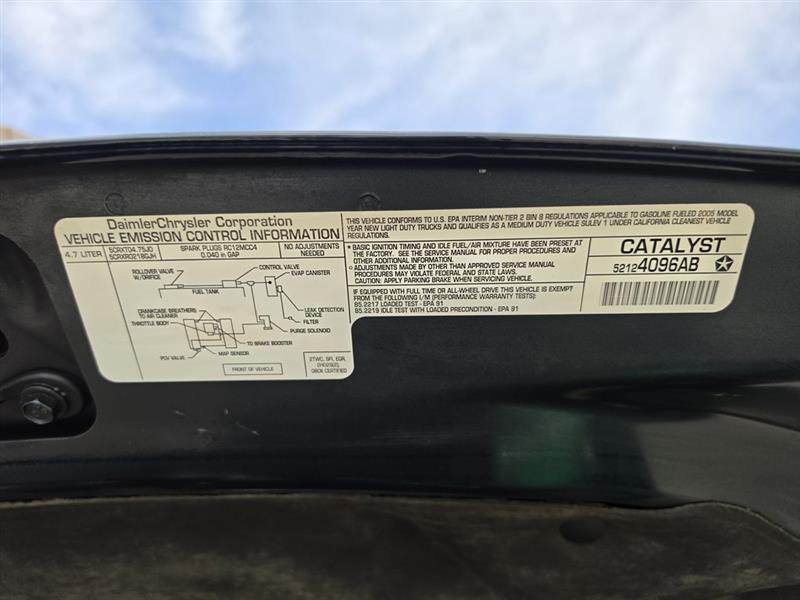 DaimlerChrysler Corporation
VEHICLE EMISSION CONTROL INFORMATION
4.7 LITER
5CRXT04.75J0
5CRXR0218GJH
SPARK PLUGS RC12MCC4
0.040 in GAP
NO ADJUSTMENTS
NEEDED
ROLLOVER VALVE
W/ORIFICE
CONTROL VALVE
EVAP CANISTER
FUEL TANK
LEAK DETECTION
DEVICE
FILTER
CRANKCASE BREATHERS
TO AIR CLEANER
THROTTLE BODY
PURGE SOLENOID
TO BRAKE BOOSTER
MAP SENSOR
PCV VALVE
FRONT OF VEHICLE
2TWC, SFI, EGR,
OBDII CERTIFIED
THIS VEHICLE CONFORMS TO U.S. EPA INTERIM NON-TIER 2 BIN 8 REGULATIONS APPLICABLE TO GASOLINE FUELED 2005 MODEL
YEAR NEW LIGHT DUTY TRUCKS AND QUALIFIES AS A MEDIUM DUTY VEHICLE SULEV 1 UNDER CALIFORNIA CLEANEST VEHICLE
REGULATIONS.
* BASIC IGNITION TIMING AND IDLE FUEL/AIR MIXTURE HAVE BEEN PRESET AT
THE FACTORY. SEE THE SERVICE MANUAL FOR PROPER PROCEDURES AND
OTHER ADDITIONAL INFORMATION.
ADJUSTMENTS MADE BY OTHER THAN APPROVED SERVICE MANUAL
PROCEDURES MAY VIOLATE FEDERAL AND STATE LAWS.
CAUTION: APPLY PARKING BRAKE WHEN SERVICING VEHICLE.
IF EQUIPPED WITH FULL TIME OR ALL-WHEEL DRIVE THIS VEHICLE IS EXEMPT
FROM THE FOLLOWING I/M (PERFORMANCE WARRANTY) TESTS:
85.2217 LOADED TEST - EPA 91
85.2219 IDLE TEST WITH LOADED PRECONDITION - EPA 91
CATALYST
52124096AB